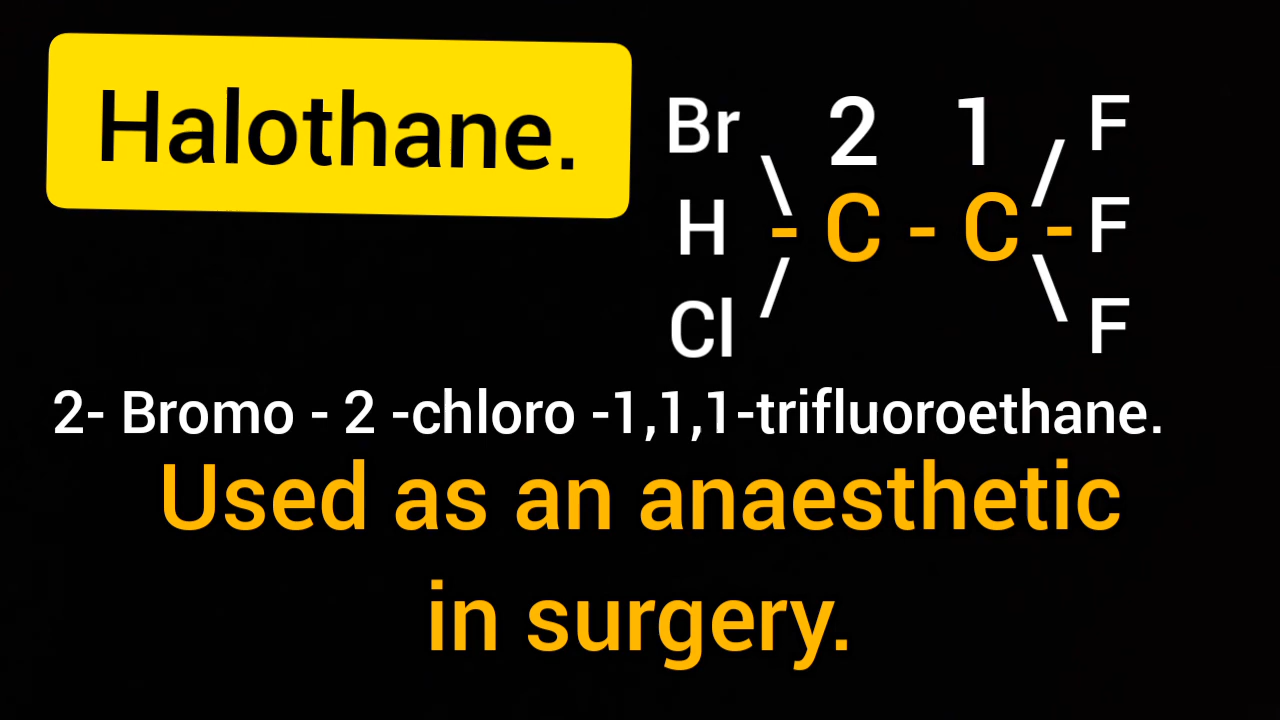 Halothane.
Br 2 1 F
H - C - C - F
Cl F
2- Bromo - 2 -chloro -1,1,1-trifluoroethane.
Used as an anaesthetic
in surgery.